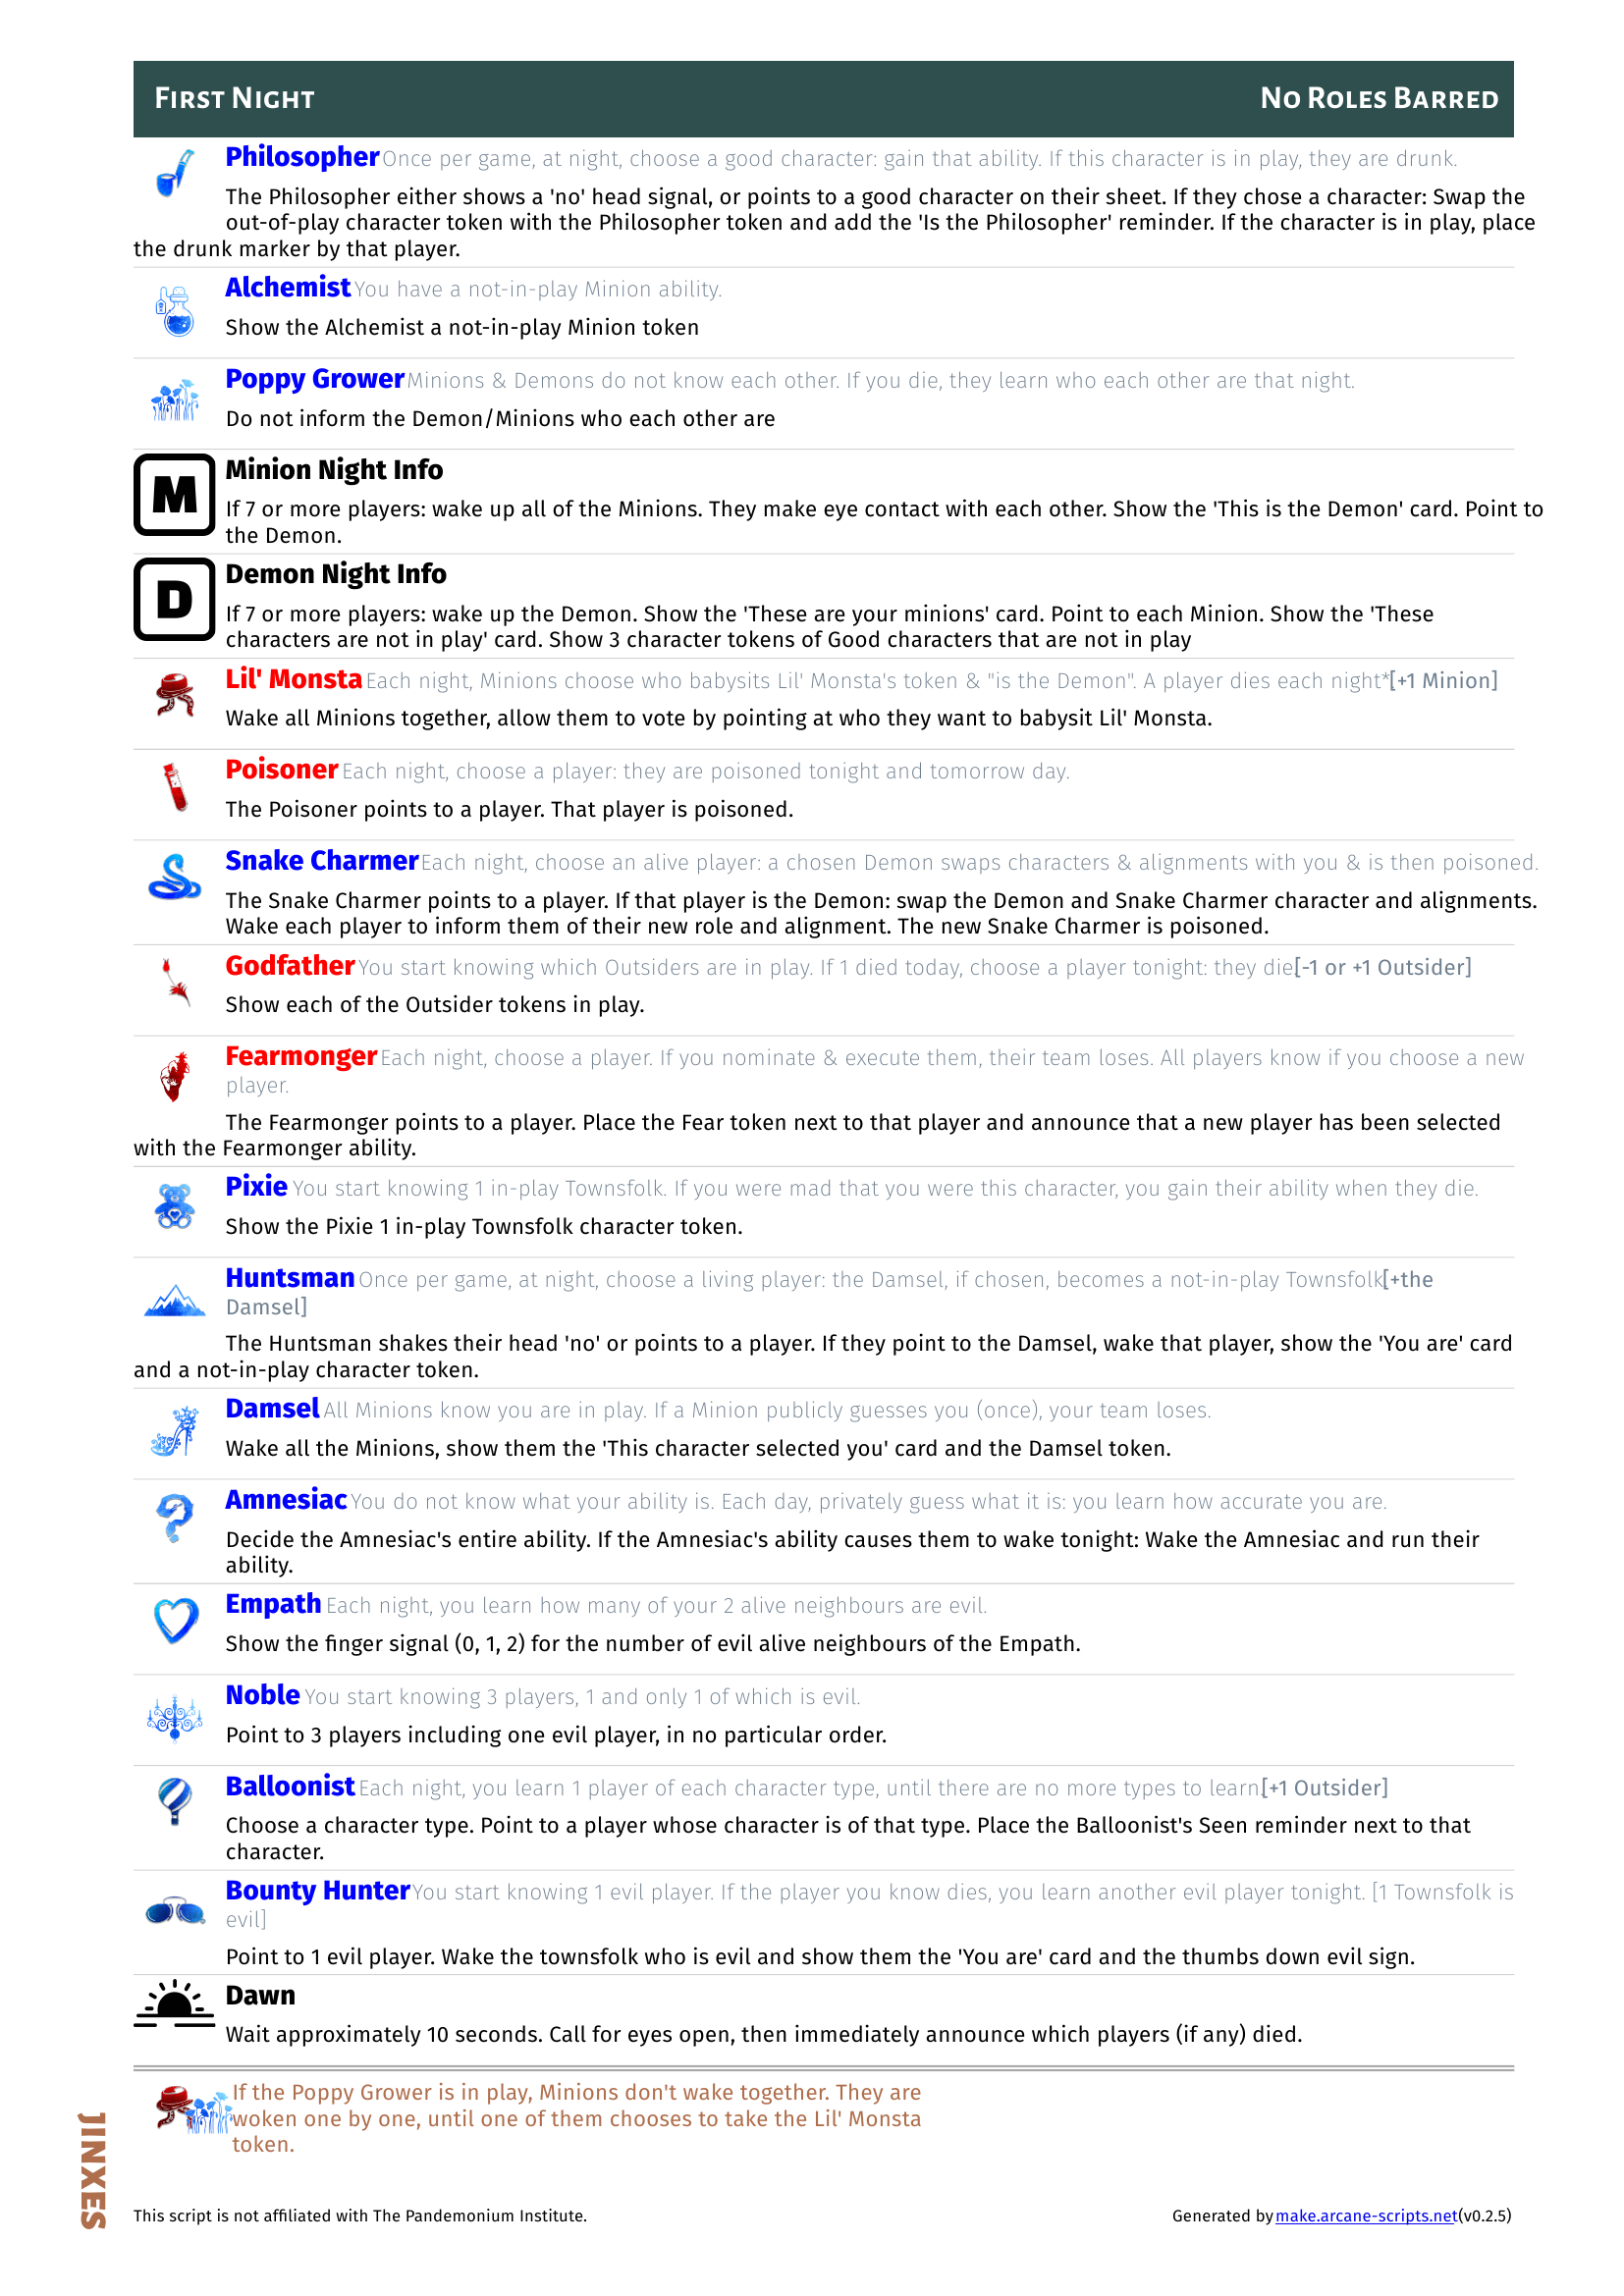 First Night
No Roles Barred
Philosopher Once per game, at night, choose a good character: gain that ability. If this character is in play, they are drunk.
The Philosopher either shows a 'no' head signal, or points to a good character on their sheet. If they chose a character: Swap the
out-of-play character token with the Philosopher token and add the 'Is the Philosopher' reminder. If the character is in play, place
the drunk marker by that player.
Alchemist You have a not-in-play Minion ability.
Show the Alchemist a not-in-play Minion token
Poppy Grower Minions & Demons do not know each other. If you die, they learn who each other are that night.
Do not inform the Demon/Minions who each other are
M
Minion Night Info
If 7 or more players: wake up all of the Minions. They make eye contact with each other. Show the 'This is the Demon' card. Point to
the Demon.
D
Demon Night Info
If 7 or more players: wake up the Demon. Show the 'These are your minions' card. Point to each Minion. Show the 'These
characters are not in play' card. Show 3 character tokens of Good characters that are not in play
Lil' Monsta Each night, Minions choose who babysits Lil' Monsta's token & "is the Demon". A player dies each night*[+1 Minion]
Wake all Minions together, allow them to vote by pointing at who they want to babysit Lil' Monsta.
Poisoner Each night, choose a player: they are poisoned tonight and tomorrow day.
The Poisoner points to a player. That player is poisoned.
Snake Charmer Each night, choose an alive player: a chosen Demon swaps characters & alignments with you & is then poisoned.
The Snake Charmer points to a player. If that player is the Demon: swap the Demon and Snake Charmer character and alignments.
Wake each player to inform them of their new role and alignment. The new Snake Charmer is poisoned.
Godfather You start knowing which Outsiders are in play. If 1 died today, choose a player tonight: they die[-1 or +1 Outsider]
Show each of the Outsider tokens in play.
Fearmonger Each night, choose a player. If you nominate & execute them, their team loses. All players know if you choose a new
player.
The Fearmonger points to a player. Place the Fear token next to that player and announce that a new player has been selected
with the Fearmonger ability.
Pixie You start knowing 1 in-play Townsfolk. If you were mad that you were this character, you gain their ability when they die.
Show the Pixie 1 in-play Townsfolk character token.
Huntsman Once per game, at night, choose a living player: the Damsel, if chosen, becomes a not-in-play Townsfolk[+the
Damsel]
The Huntsman shakes their head 'no' or points to a player. If they point to the Damsel, wake that player, show the 'You are' card
and a not-in-play character token.
Damsel All Minions know you are in play. If a Minion publicly guesses you (once), your team loses.
Wake all the Minions, show them the 'This character selected you' card and the Damsel token.
Amnesiac You do not know what your ability is. Each day, privately guess what it is: you learn how accurate you are.
Decide the Amnesiac's entire ability. If the Amnesiac's ability causes them to wake tonight: Wake the Amnesiac and run their
ability.
Empath Each night, you learn how many of your 2 alive neighbours are evil.
Show the finger signal (0, 1, 2) for the number of evil alive neighbours of the Empath.
Noble You start knowing 3 players, 1 and only 1 of which is evil.
Point to 3 players including one evil player, in no particular order.
Balloonist Each night, you learn 1 player of each character type, until there are no more types to learn.[+1 Outsider]
Choose a character type. Point to a player whose character is of that type. Place the Balloonist's Seen reminder next to that
character.
Bounty Hunter You start knowing 1 evil player. If the player you know dies, you learn another evil player tonight. [1 Townsfolk is
evil]
Point to 1 evil player. Wake the townsfolk who is evil and show them the 'You are' card and the thumbs down evil sign.
Dawn
Wait approximately 10 seconds. Call for eyes open, then immediately announce which players (if any) died.
JINXES
If the Poppy Grower is in play, Minions don't wake together. They are
woken one by one, until one of them chooses to take the Lil' Monsta
token.
This script is not affiliated with The Pandemonium Institute.
Generated by make.arcane-scripts.net(v0.2.5)